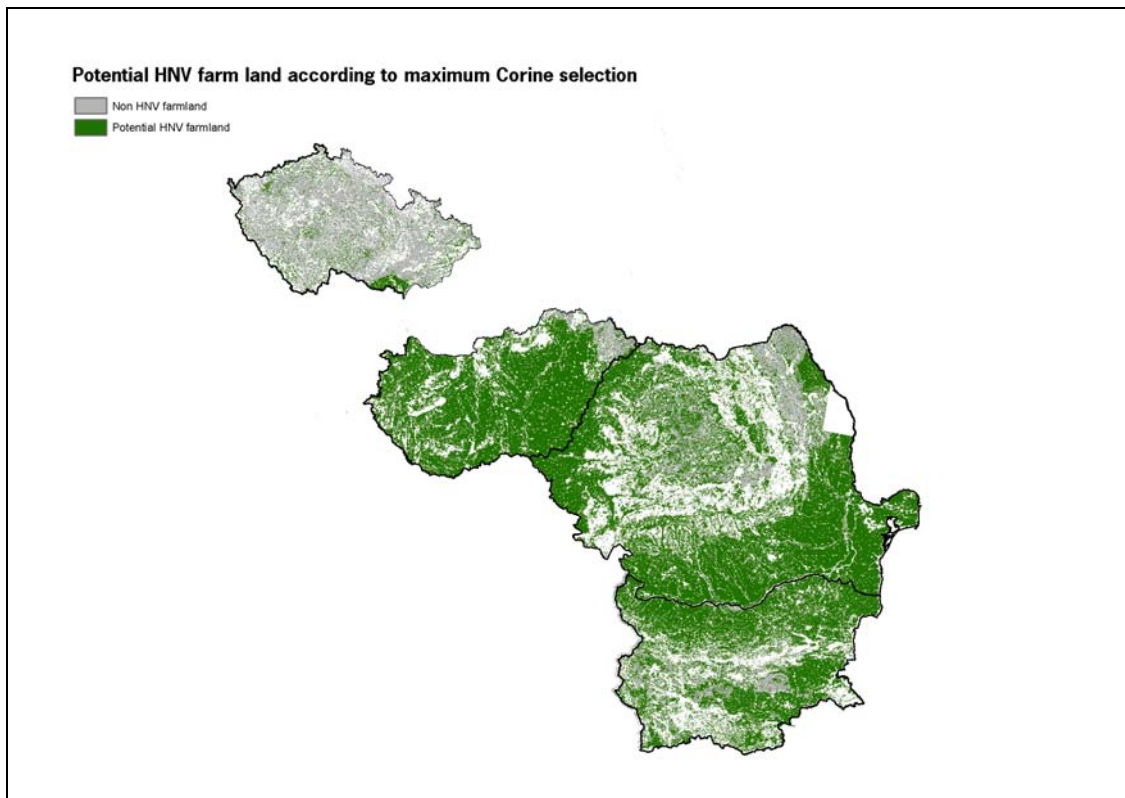 Potential HNV farm land according to maximum Corine selection
Non HNV farmland
Potential HNV farmland